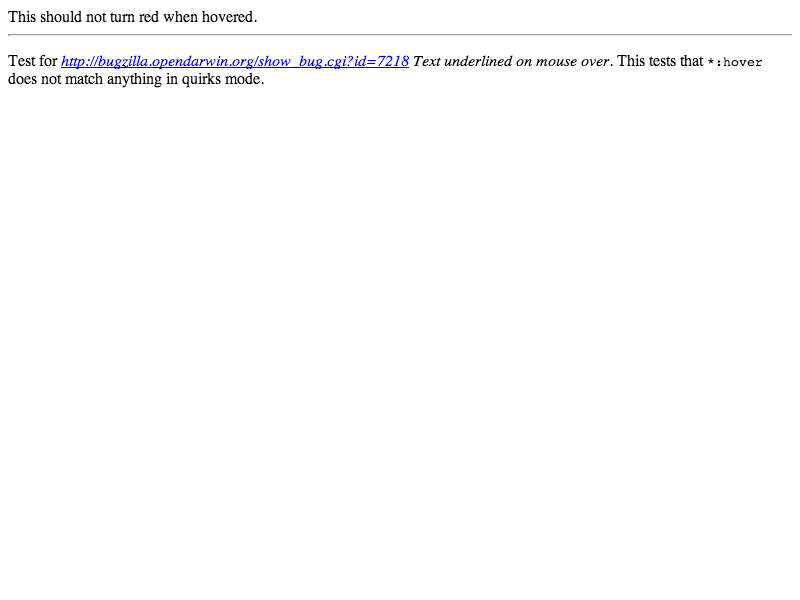 This should not turn red when hovered.
Test for http://bugzilla.opendarwin.org/show_bug.cgi?id=7218 Text underlined on mouse over. This tests that *:hover
does not match anything in quirks mode.